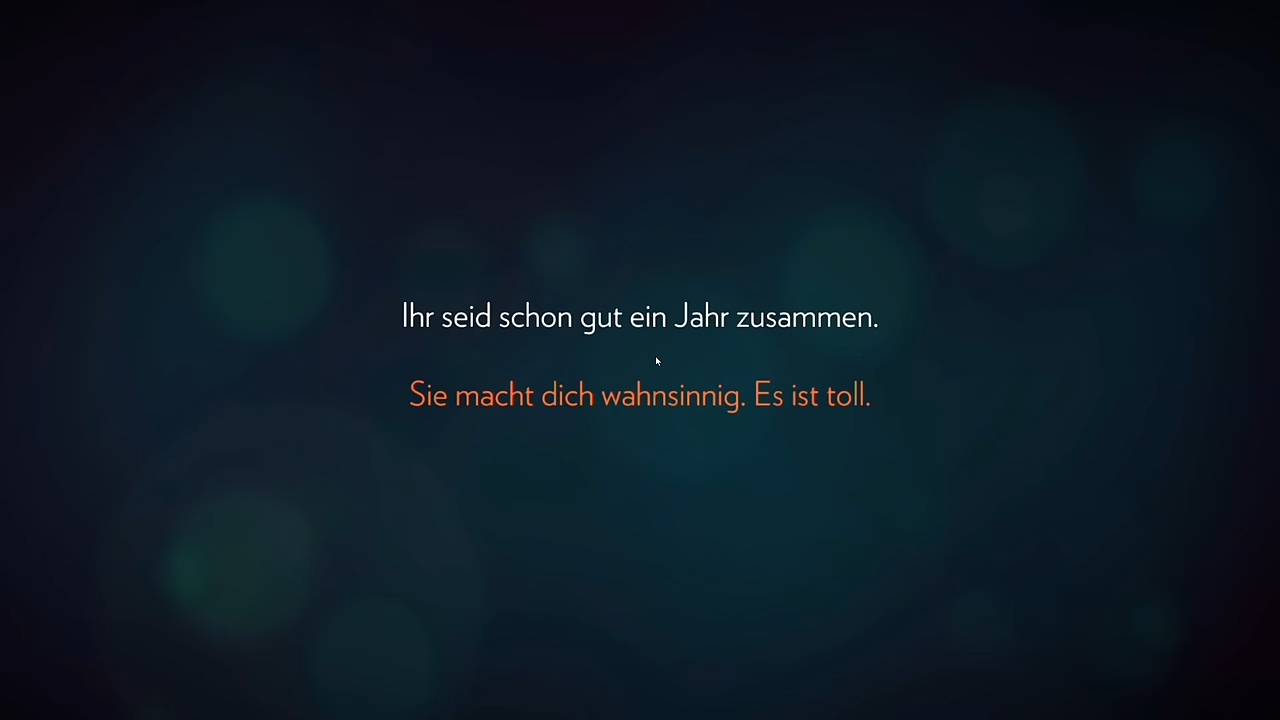 Ihr seid schon gut ein Jahr zusammen.
Sie macht dich wahnsinnig. Es ist toll.